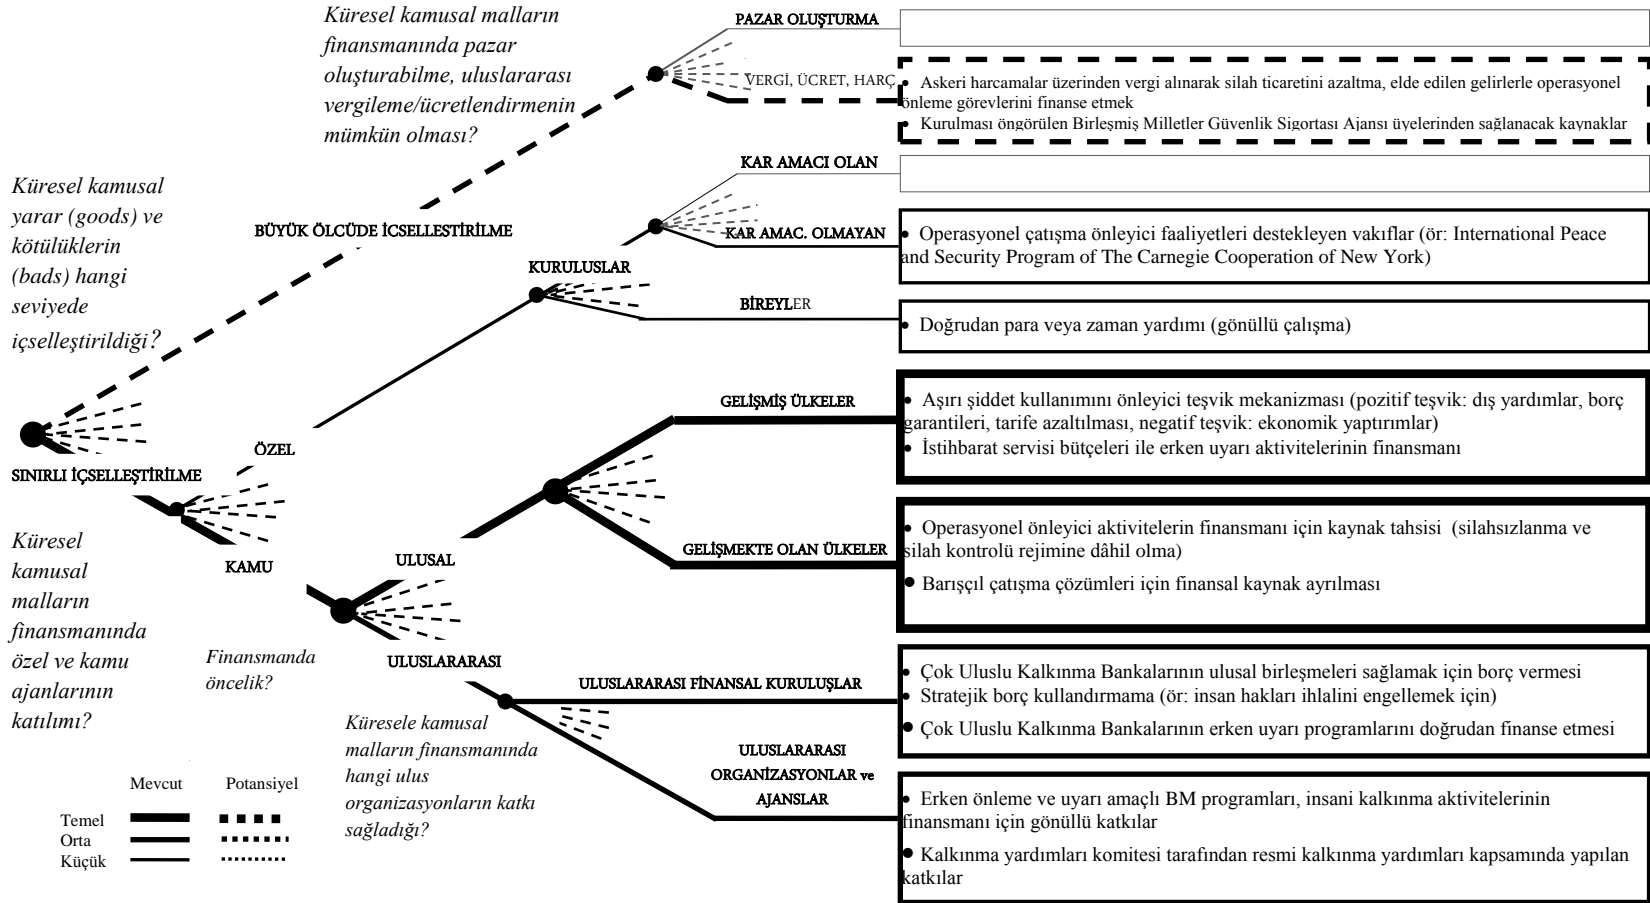 Küresel kamusal malların
finansmanında pazar
oluşturabilme, uluslararası
vergileme/ücretlendirmenin
mümkün olması?
PAZAR OLUŞTURMA
VERGİ, ÜCRET, HARÇ
• Askeri harcamalar üzerinden vergi alınarak silah ticaretini azaltma, elde edilen gelirlerle operasyonel
önleme görevlerini finanse etmek
• Kurulması öngörülen Birleşmiş Milletler Güvenlik Sigortası Ajansı üyelerinden sağlanacak kaynaklar
Küresel kamusal
yarar (goods) ve
kötülüklerin
(bads) hangi
seviyede
içselleştirildiği?
BÜYÜK ÖLCÜDE İCSELLESTİRİLME
KAR AMACI OLAN
KAR AMAC. OLMAYAN
• Operasyonel çatışma önleyici faaliyetleri destekleyen vakıflar (ör: International Peace
and Security Program of The Carnegie Cooperation of New York)
KURULUSLAR
BİREYLER
• Doğrudan para veya zaman yardımı (gönüllü çalışma)
GELİŞMİŞ ÜLKELER
• Aşırı şiddet kullanımını önleyici teşvik mekanizması (pozitif teşvik: dış yardımlar, borç
garantileri, tarife azaltılması, negatif teşvik: ekonomik yaptırımlar)
• İstihbarat servisi bütçeleri ile erken uyarı aktivitelerinin finansmanı
ÖZEL
SINIRLI İÇSELLEŞTİRİLME
Küresel
kamusal
malların
finansmanında
özel ve kamu
ajanlarının
katılımı?
KAMU
ULUSAL
GELİŞMEKTE OLAN ÜLKELER
• Operasyonel önleyici aktivitelerin finansmanı için kaynak tahsisi (silahsızlanma ve
silah kontrolü rejimine dâhil olma)
• Barışçıl çatışma çözümleri için finansal kaynak ayrılması
Finansmanda
öncelik?
ULUSLARARASI
ULUSLARARASI FİNANSAL KURULUŞLAR
• Çok Uluslu Kalkınma Bankalarının ulusal birleşmeleri sağlamak için borç vermesi
• Stratejik borç kullandırmama (ör: insan hakları ihlalini engellemek için)
• Çok Uluslu Kalkınma Bankalarının erken uyarı programlarını doğrudan finanse etmesi
Küresele kamusal
malların finansmanında
hangi ulus
organizasyonların katkı
sağladığı?
ULUSLARARASI
ORGANİZASYONLAR ve
AJANSLAR
• Erken önleme ve uyarı amaçlı BM programları, insani kalkınma aktivitelerinin
finansmanı için gönüllü katkılar
• Kalkınma yardımları komitesi tarafından resmi kalkınma yardımları kapsamında yapılan
katkılar
Mevcut Potansiyel
Temel
Orta
Küçük